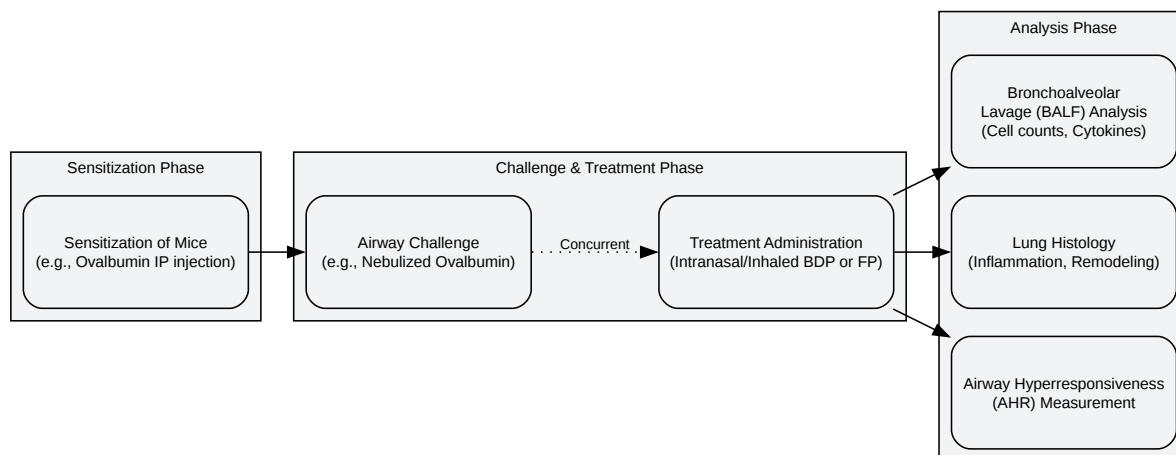 Sensitization Phase
Sensitization of Mice
(e.g., Ovalbumin IP injection)
Challenge & Treatment Phase
Airway Challenge
(e.g., Nebulized Ovalbumin)
Concurrent
Treatment Administration
(Intranasal/Inhaled BDP or FP)
Analysis Phase
Bronchoalveolar
Lavage (BALF) Analysis
(Cell counts, Cytokines)
Lung Histology
(Inflammation, Remodeling)
Airway Hyperresponsiveness
(AHR) Measurement